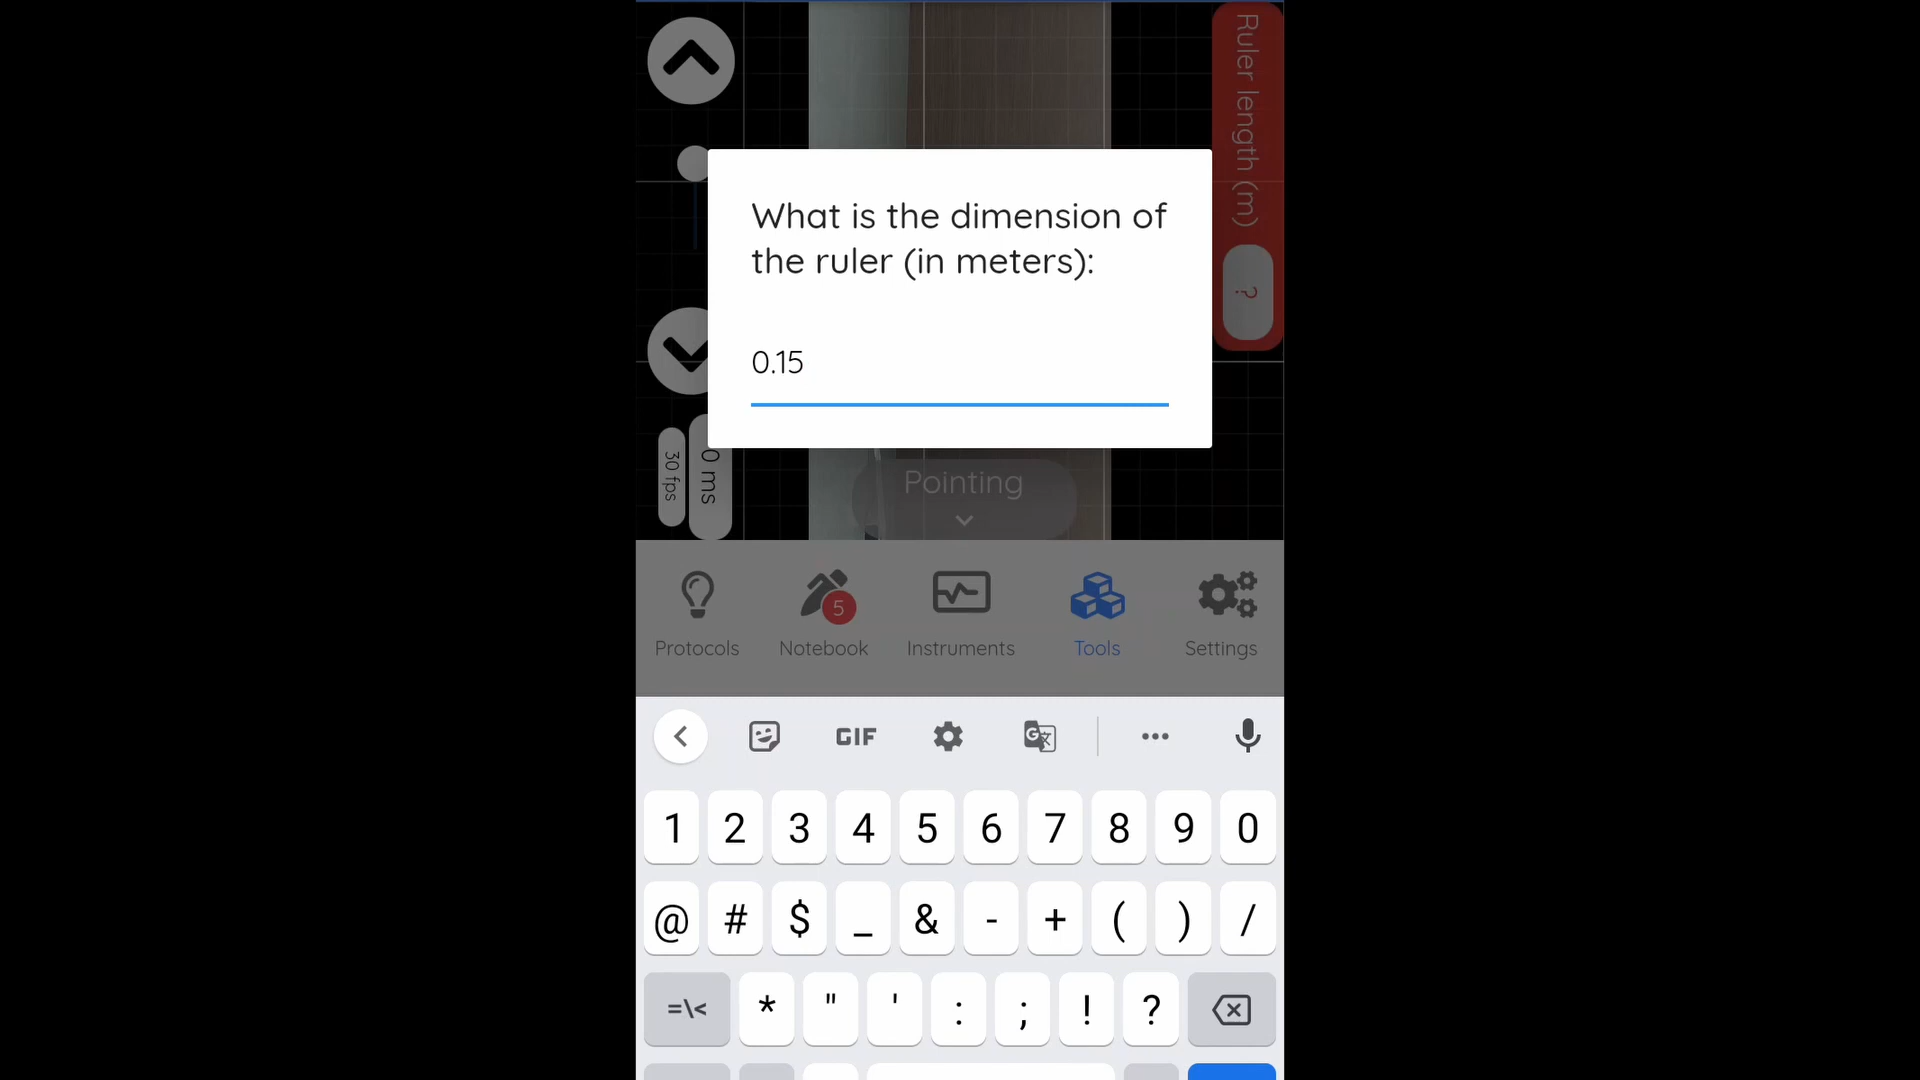 Ruler length (m)
?
What is the dimension of
the ruler (in meters):
0.15
0 ms
30 fps
Pointing
5
Protocols
Notebook
Instruments
Tools
Settings
GIF
G
1 2 3 4 5 6 7 8 9 0
@ # $ _ & - + ( ) /
=\< * " ' : ; ! ?